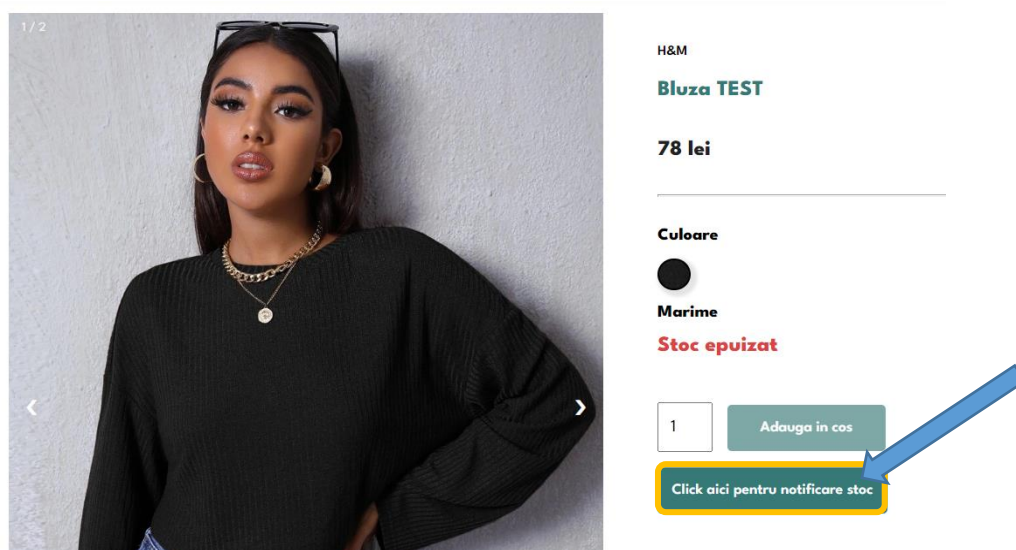 1 / 2
H&M
Bluza TEST
78 lei
Culoare
Marime
Stoc epuizat
1
Adauga in cos
Click aici pentru notificare stoc